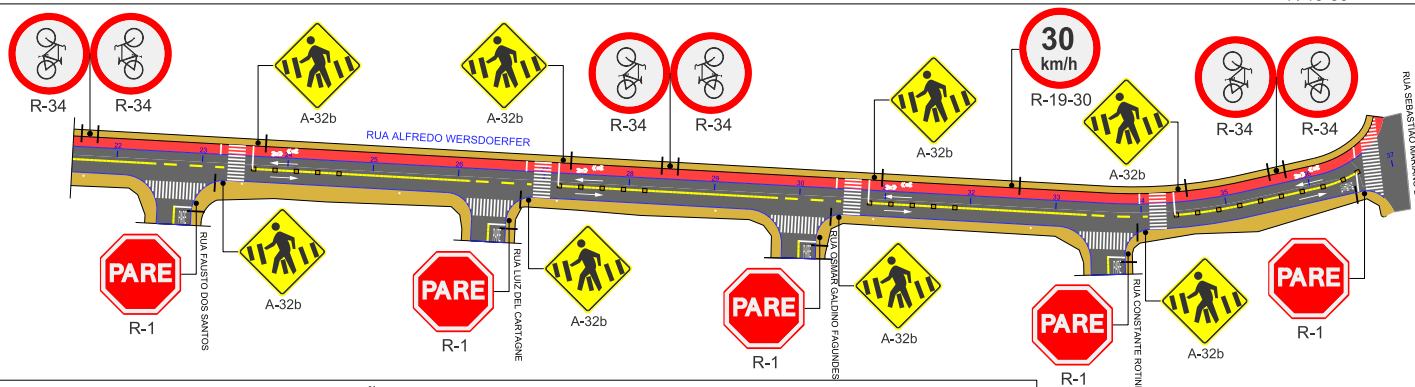 R-34
R-34
A-32b
A-32b
R-34
R-34
A-32b
30
km/h
R-19-30
A-32b
R-34
R-34
RUA ALFREDO WERSDOERFER
22
23
25
26
28
29
30
32
33
34
35
37
PARE
R-1
RUA FAUSTO DOS SANTOS
A-32b
PARE
R-1
RUA LUIZ DEL CARTAGNE
A-32b
PARE
R-1
RUA OSMAR GALDINO FAGUNDES
A-32b
PARE
R-1
RUA CONSTANTE ROTINI
A-32b
PARE
R-1
RUA SEBASTIAO